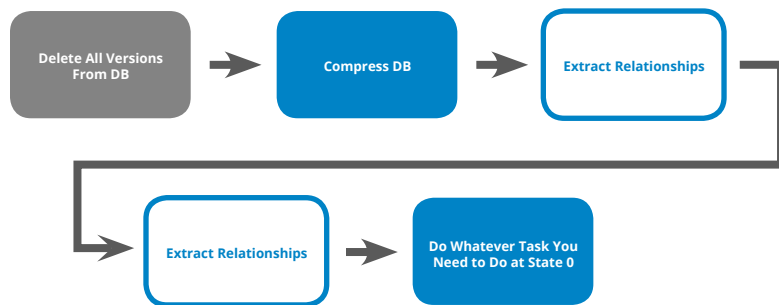 Delete All Versions
From DB
Compress DB
Extract Relationships
Extract Relationships
Do Whatever Task You
Need to Do at State 0